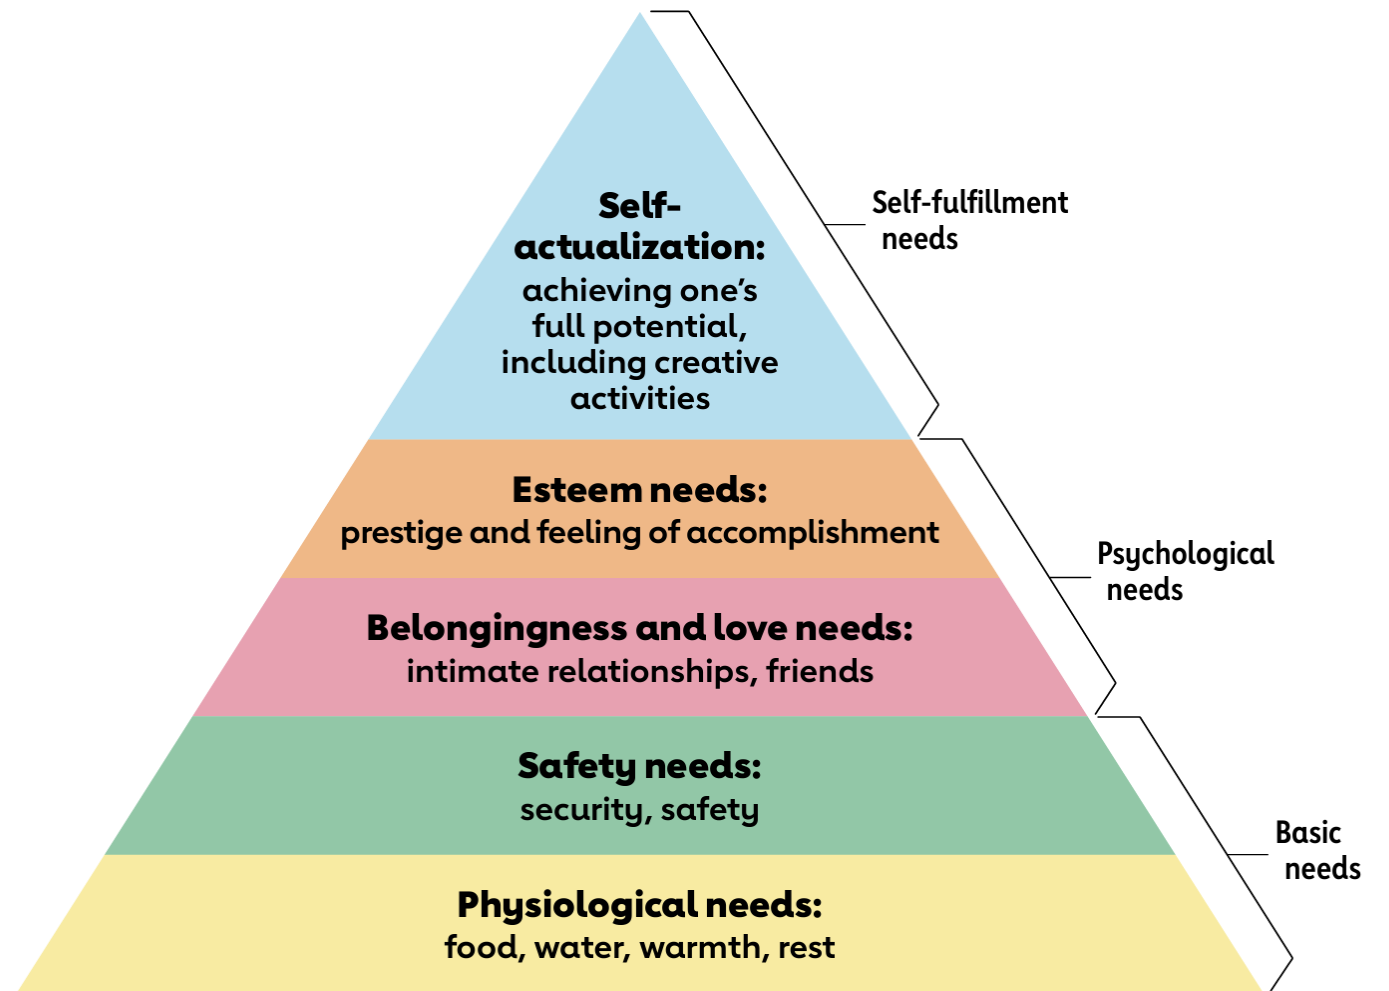 Self-
actualization:
achieving one’s
full potential,
including creative
activities
Self-fulfillment
needs
Esteem needs:
prestige and feeling of accomplishment
Psychological
needs
Belongingness and love needs:
intimate relationships, friends
Safety needs:
security, safety
Basic
needs
Physiological needs:
food, water, warmth, rest